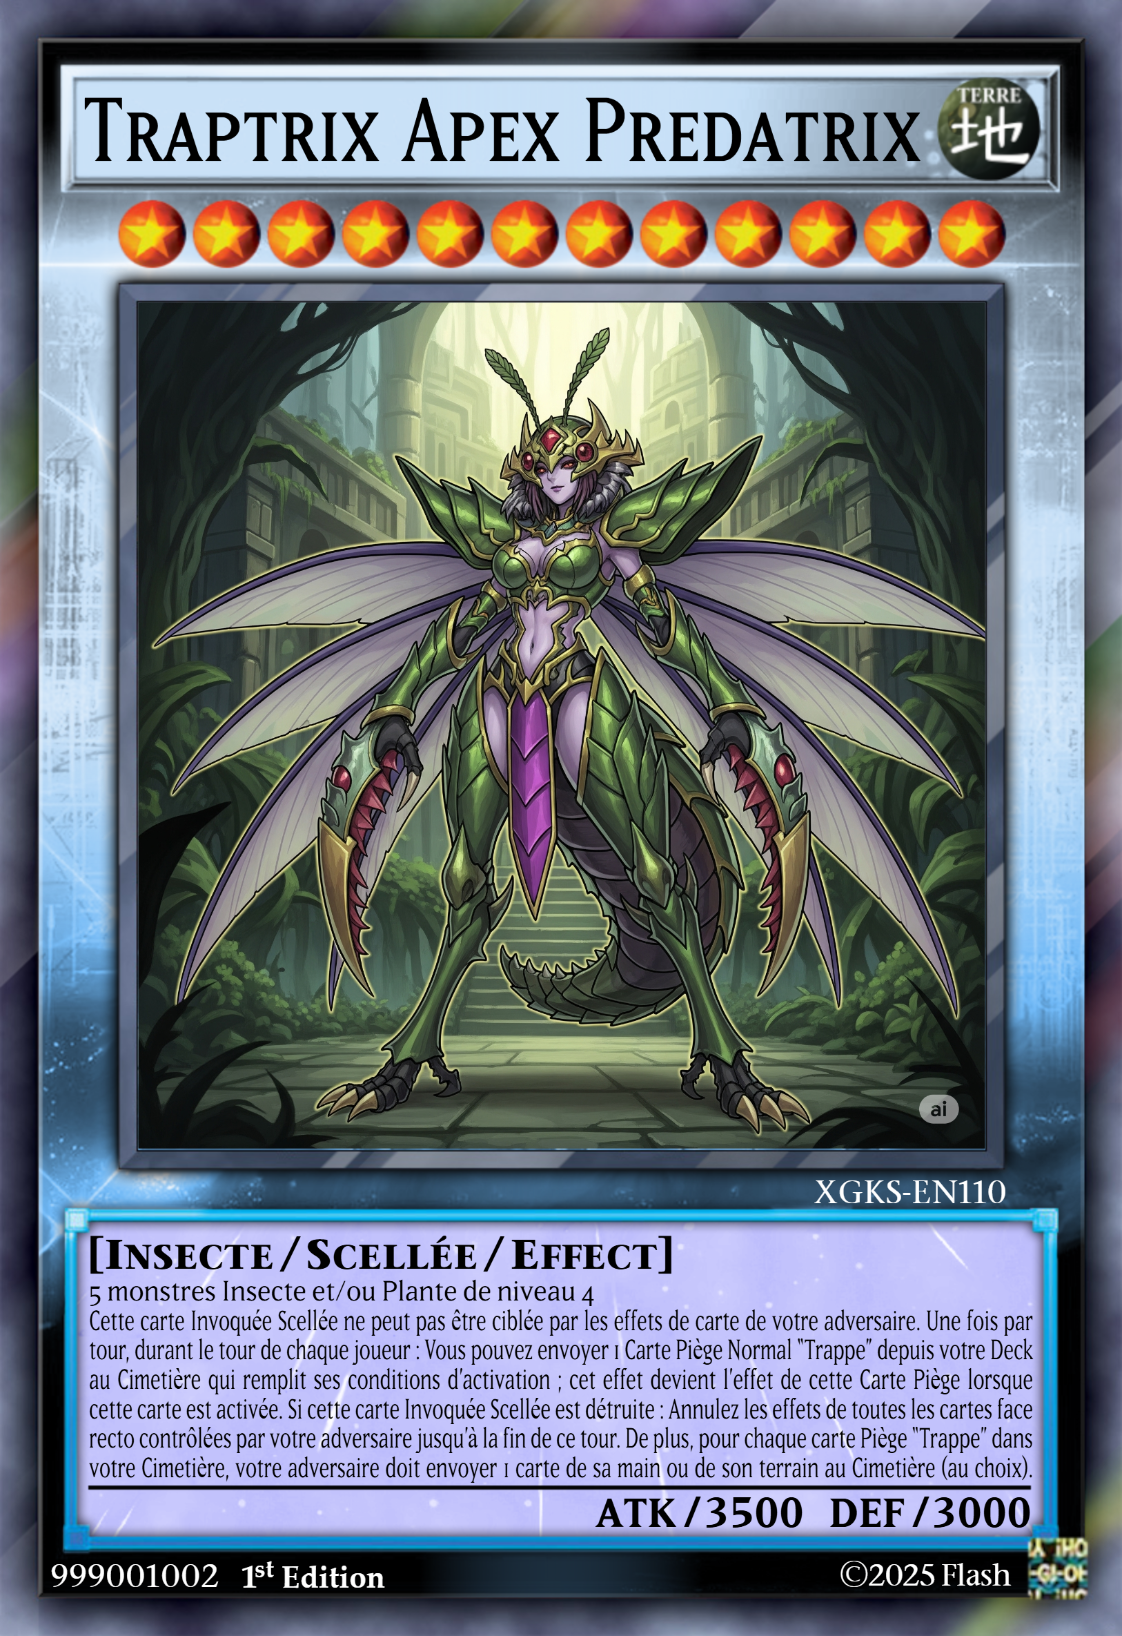 Traptrix Apex Predatrix
TERRE
地
ai
XGKS-EN110
[Insecte/Scellée/Effect]
5 monstres Insecte et/ou Plante de niveau 4
Cette carte Invoquée Scellée ne peut pas être ciblée par les effets de carte de votre adversaire. Une fois par
tour, durant le tour de chaque joueur : Vous pouvez envoyer 1 Carte Piège Normal "Trappe" depuis votre Deck
au Cimetière qui remplit ses conditions d'activation ; cet effet devient l'effet de cette Carte Piège lorsque
cette carte est activée. Si cette carte Invoquée Scellée est détruite : Annulez les effets de toutes les cartes face
recto contrôlées par votre adversaire jusqu'à la fin de ce tour. De plus, pour chaque carte Piège "Trappe" dans
votre Cimetière, votre adversaire doit envoyer 1 carte de sa main ou de son terrain au Cimetière (au choix).
ATK/3500 DEF/3000
999001002 1st Edition ©2025 Flash